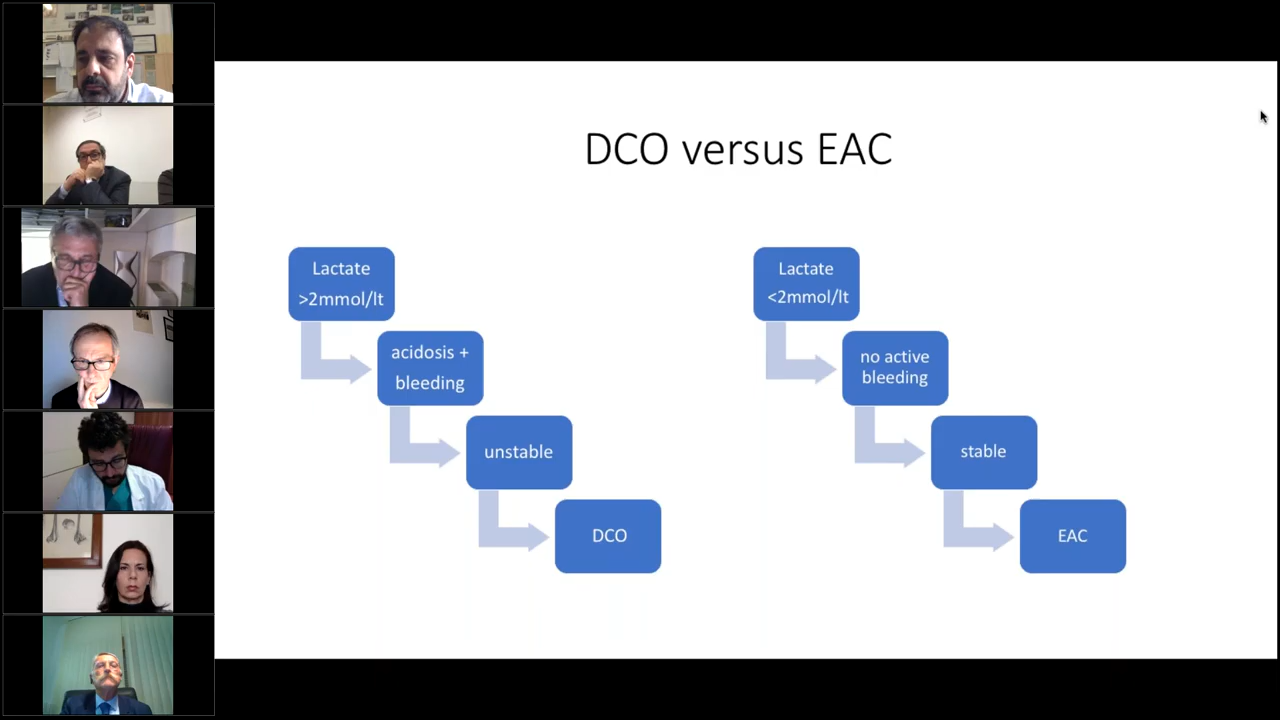 DCO versus EAC
Lactate
>2mmol/lt
acidosis +
bleeding
unstable
DCO
Lactate
<2mmol/lt
no active
bleeding
stable
EAC